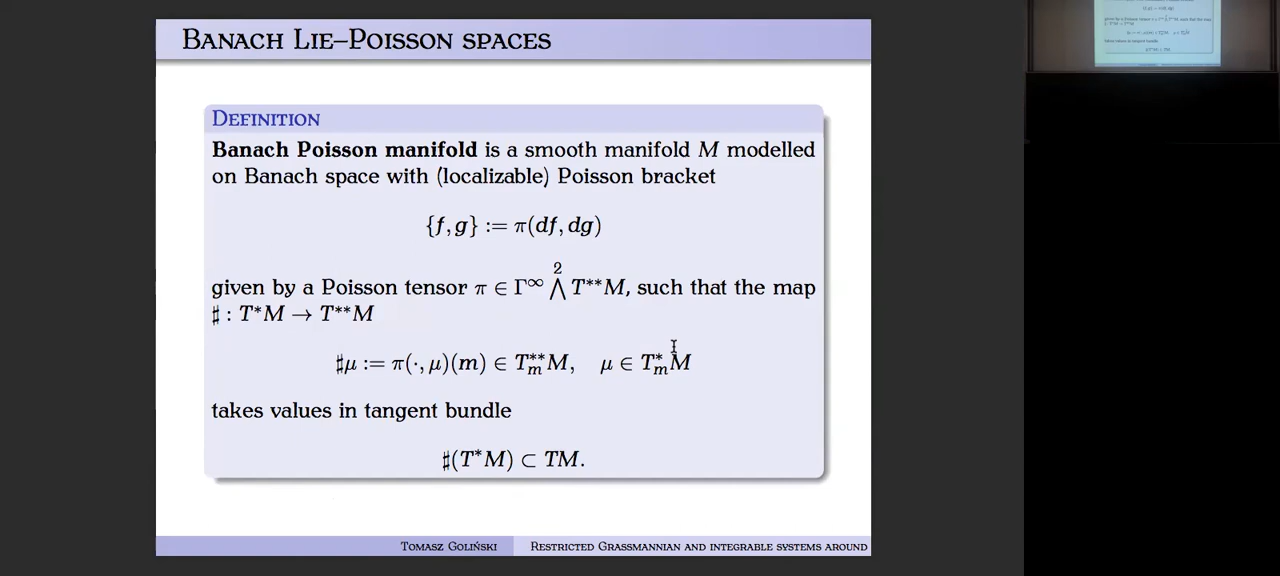 Banach Lie–Poisson spaces
Definition
Banach Poisson manifold is a smooth manifold M modelled
on Banach space with (localizable) Poisson bracket
{f, g} := π(df, dg)
given by a Poisson tensor π ∈ Γ^∞ ⋀^2 T**M, such that the map
♯ : T*M → T**M
♯μ := π(·, μ)(m) ∈ T**_m M, μ ∈ T*_m M
takes values in tangent bundle
♯(T*M) ⊂ TM.
Tomasz Goliński Restricted Grassmannian and integrable systems around